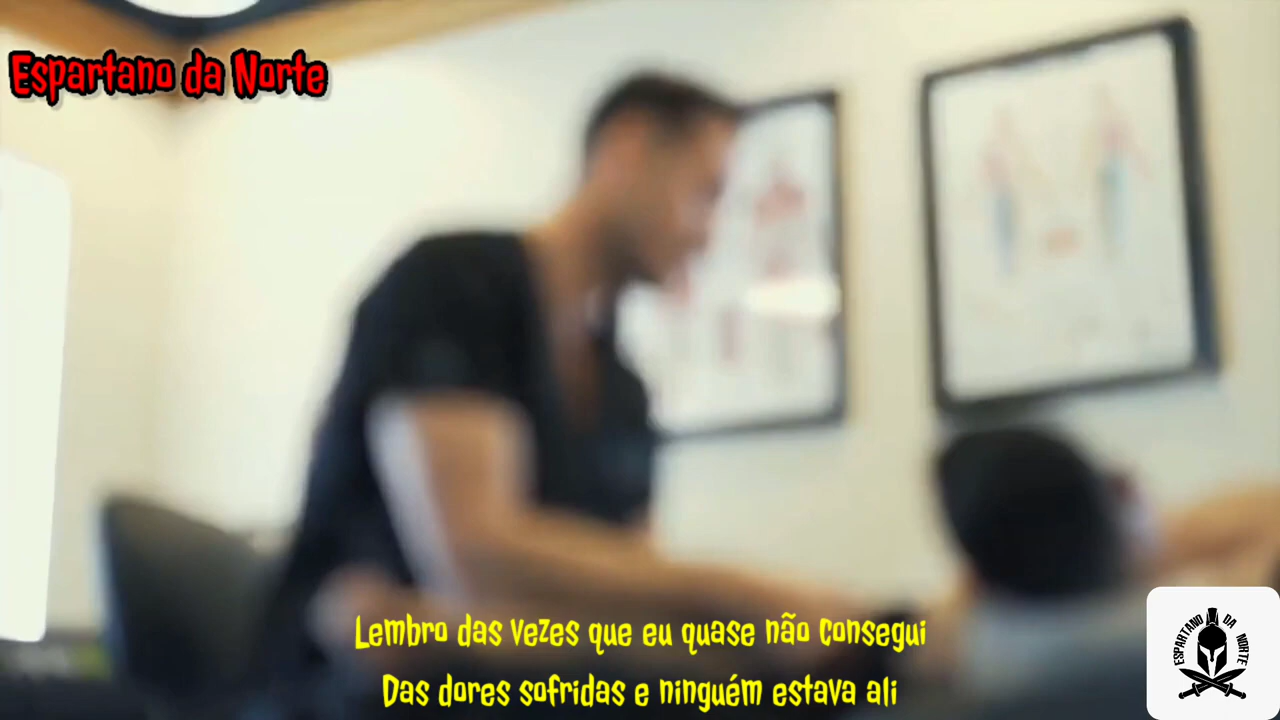 Espartano da Norte
Lembro das vezes que eu quase não consegui
Das dores sofridas e ninguém estava ali
ESPARTANO DA NORTE